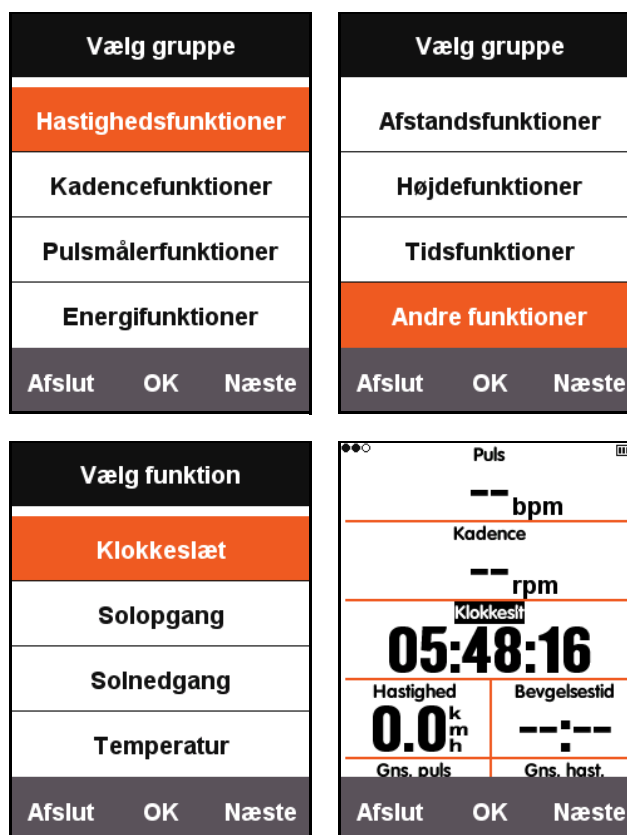 Vælg gruppe
Hastighedsfunktioner
Kadencefunktioner
Pulsmålerfunktioner
Energifunktioner
Afslut OK Næste
Vælg gruppe
Afstandsfunktioner
Højdefunktioner
Tidsfunktioner
Andre funktioner
Afslut OK Næste
Vælg funktion
Klokkeslæt
Solopgang
Solnedgang
Temperatur
Afslut OK Næste
Puls
-- bpm
Kadence
-- rpm
Klokkeslt
05:48:16
Hastighed Bevgelsestid
0.0 kmh --:--
Gns. puls Gns. hast.
Afslut OK Næste